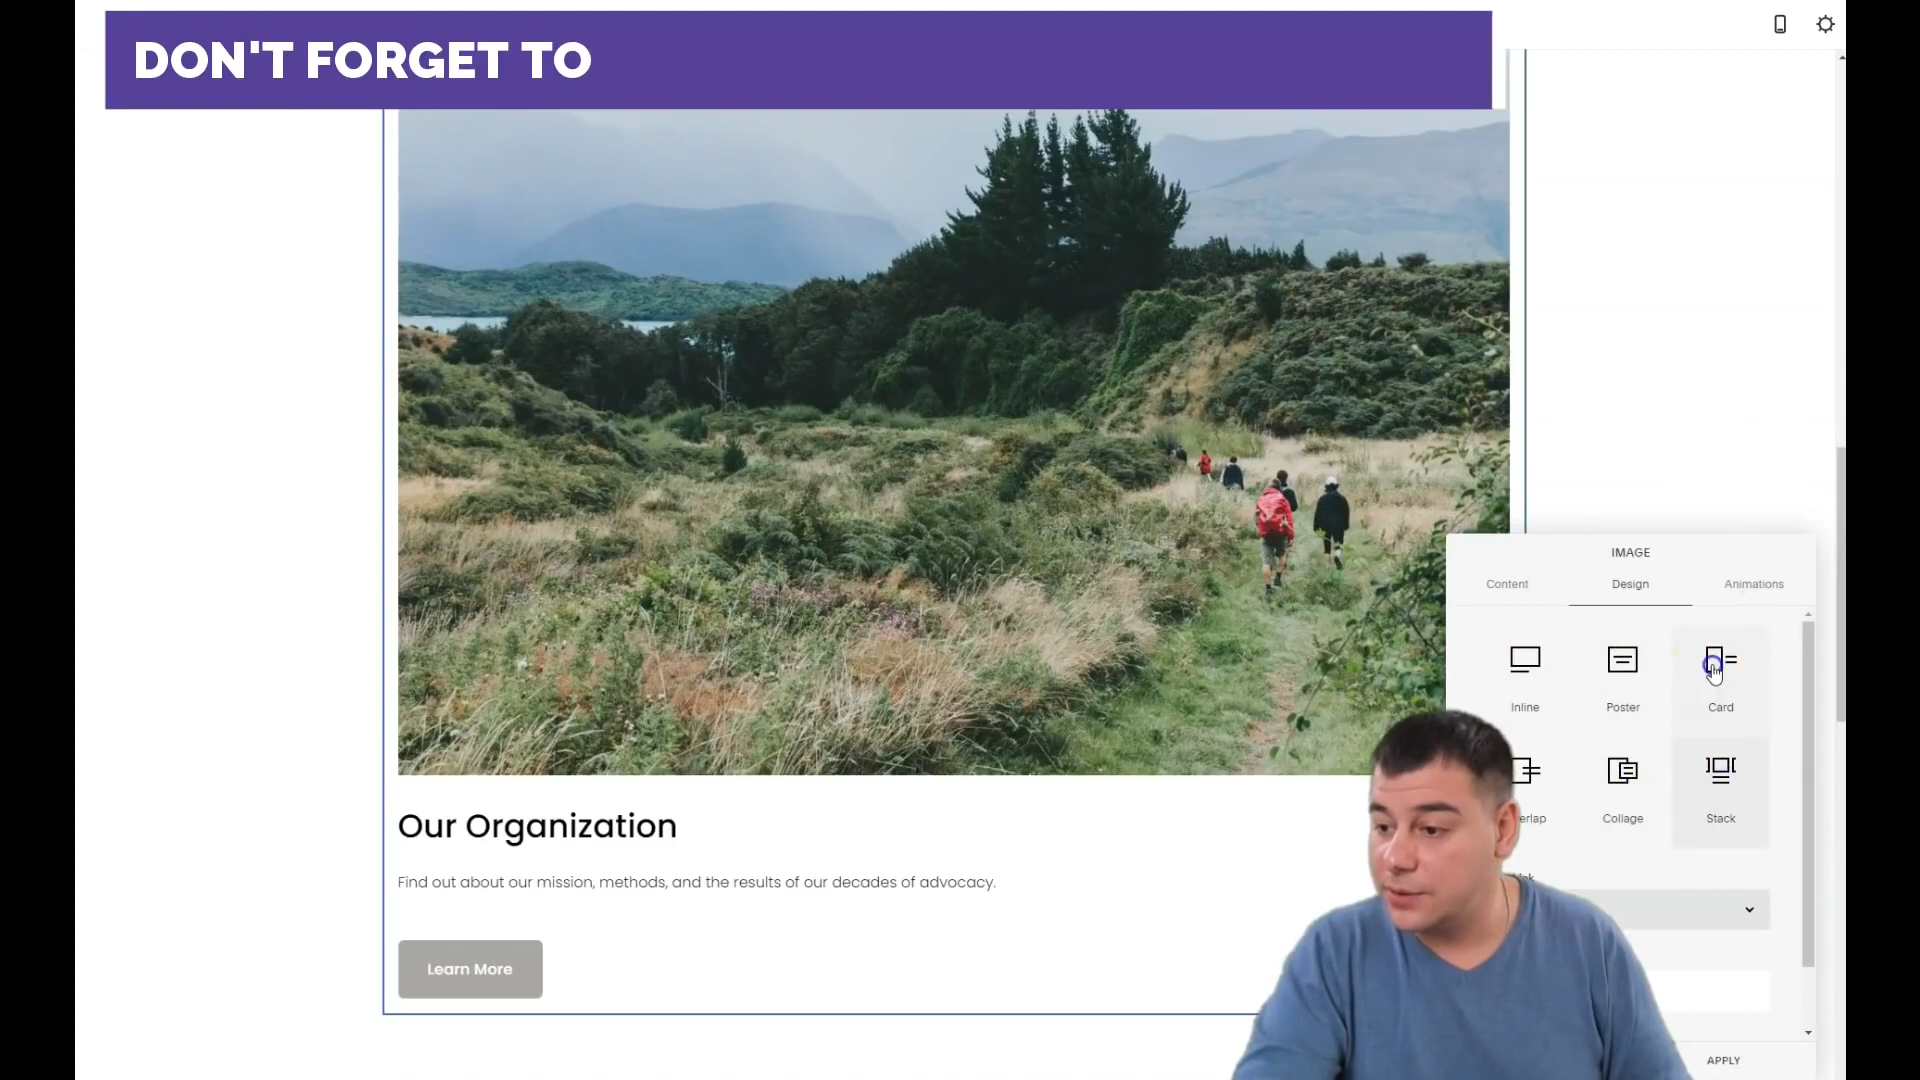 DON'T FORGET TO
IMAGE
Content Design Animations
Inline Poster Card
Collage Stack
Our Organization
Find out about our mission, methods, and the results of our decades of advocacy.
Learn More
APPLY